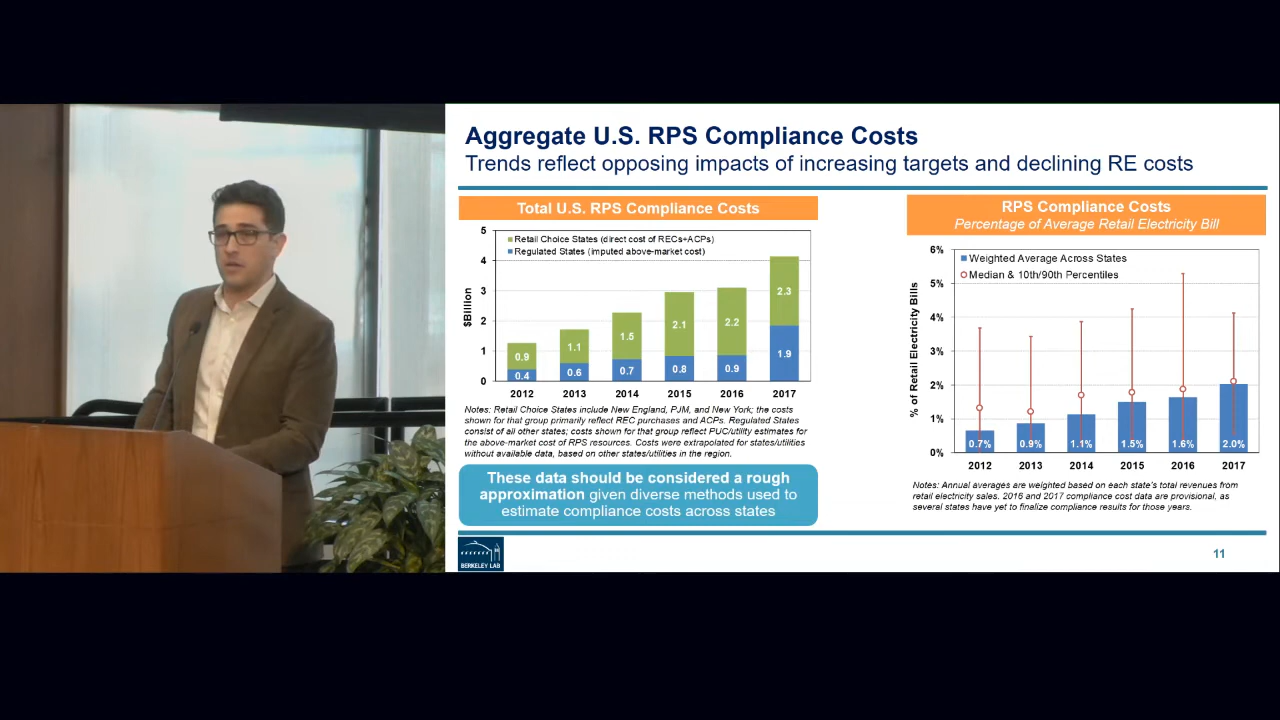 Aggregate U.S. RPS Compliance Costs
Trends reflect opposing impacts of increasing targets and declining RE costs
Total U.S. RPS Compliance Costs
5
4
3
2
1
0
$Billion
Retail Choice States (direct cost of RECs+ACPs)
Regulated States (imputed above-market cost)
0.9
1.1
1.5
2.1
2.2
2.3
0.4
0.6
0.7
0.8
0.9
1.9
2012 2013 2014 2015 2016 2017
Notes: Retail Choice States include New England, PJM, and New York; the costs
shown for that group primarily reflect REC purchases and ACPs. Regulated States
consist of all other states; costs shown for that group reflect PUC/utility estimates for
the above-market cost of RPS resources. Costs were extrapolated for states/utilities
without available data, based on other states/utilities in the region.
These data should be considered a rough
approximation given diverse methods used to
estimate compliance costs across states
RPS Compliance Costs
Percentage of Average Retail Electricity Bill
6%
5%
4%
3%
2%
1%
0%
% of Retail Electricity Bills
Weighted Average Across States
Median & 10th/90th Percentiles
0.7% 0.9% 1.1% 1.5% 1.6% 2.0%
2012 2013 2014 2015 2016 2017
Notes: Annual averages are weighted based on each state's total revenues from
retail electricity sales. 2016 and 2017 compliance cost data are provisional, as
several states have yet to finalize compliance results for those years.
BERKELEY LAB
11